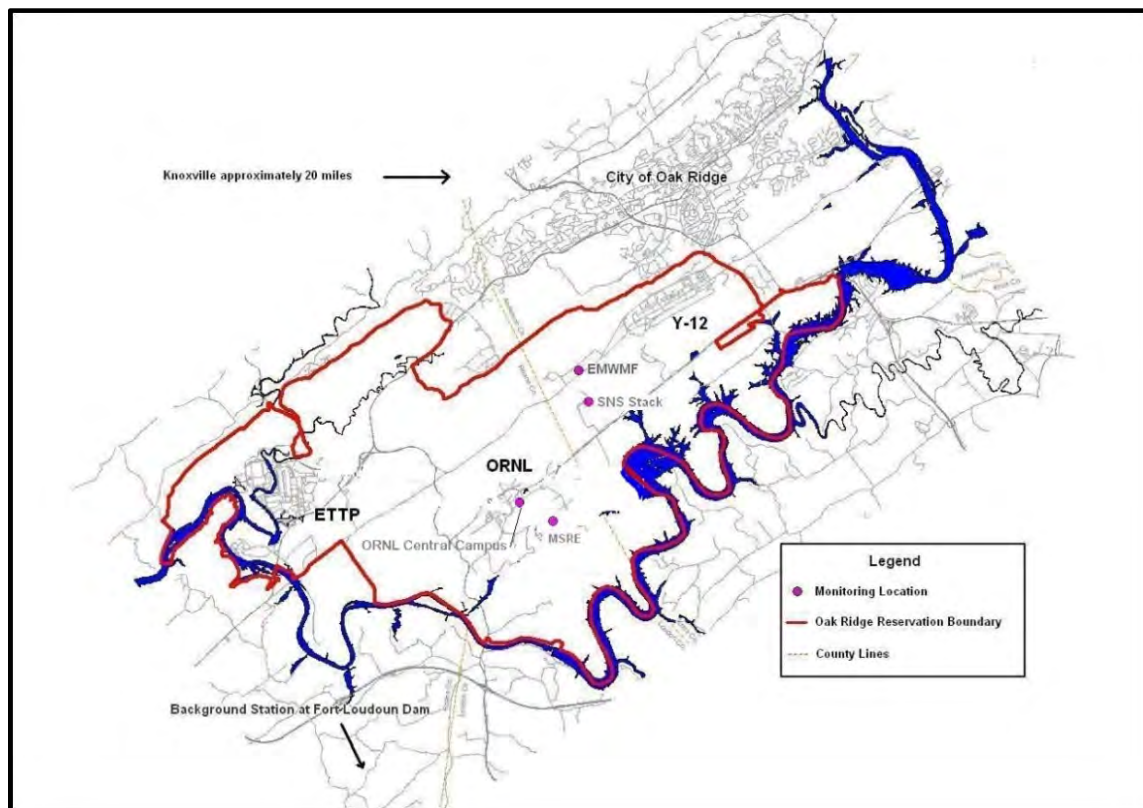 Knoxville approximately 20 miles
City of Oak Ridge
Y-12
EMWMF
SNS Stack
ORNL
ETTP
ORNL Central Campus
MSRE
Legend
Monitoring Location
Oak Ridge Reservation Boundary
County Lines
Background Station at Fort Loudoun Dam